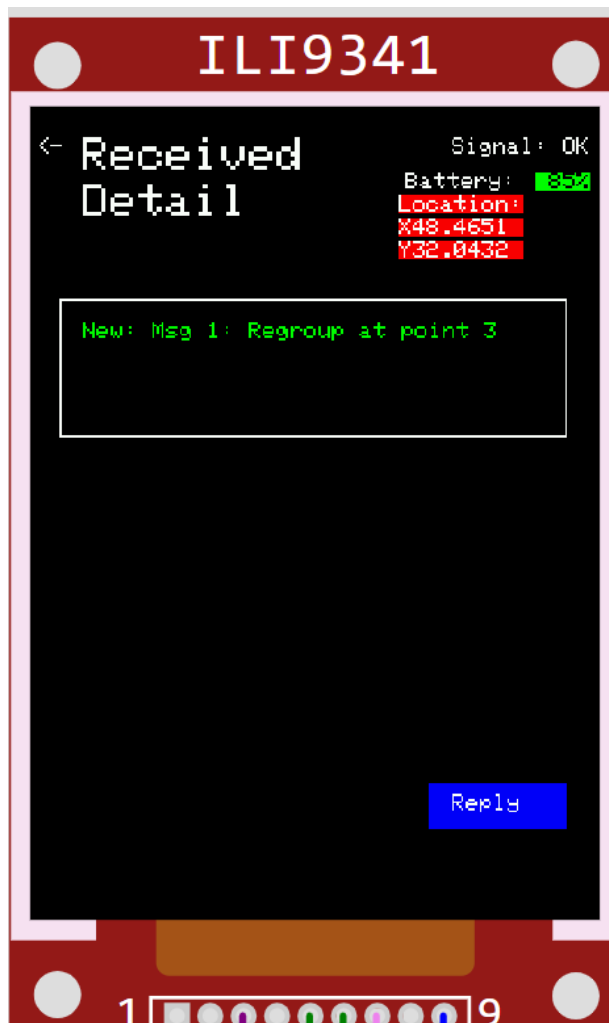 ILI9341
<- Received
Detail
Signal: OK
Battery: 85%
Location:
X48.4651
Y32.0432
New: Msg 1: Regroup at point 3
Reply
1 9